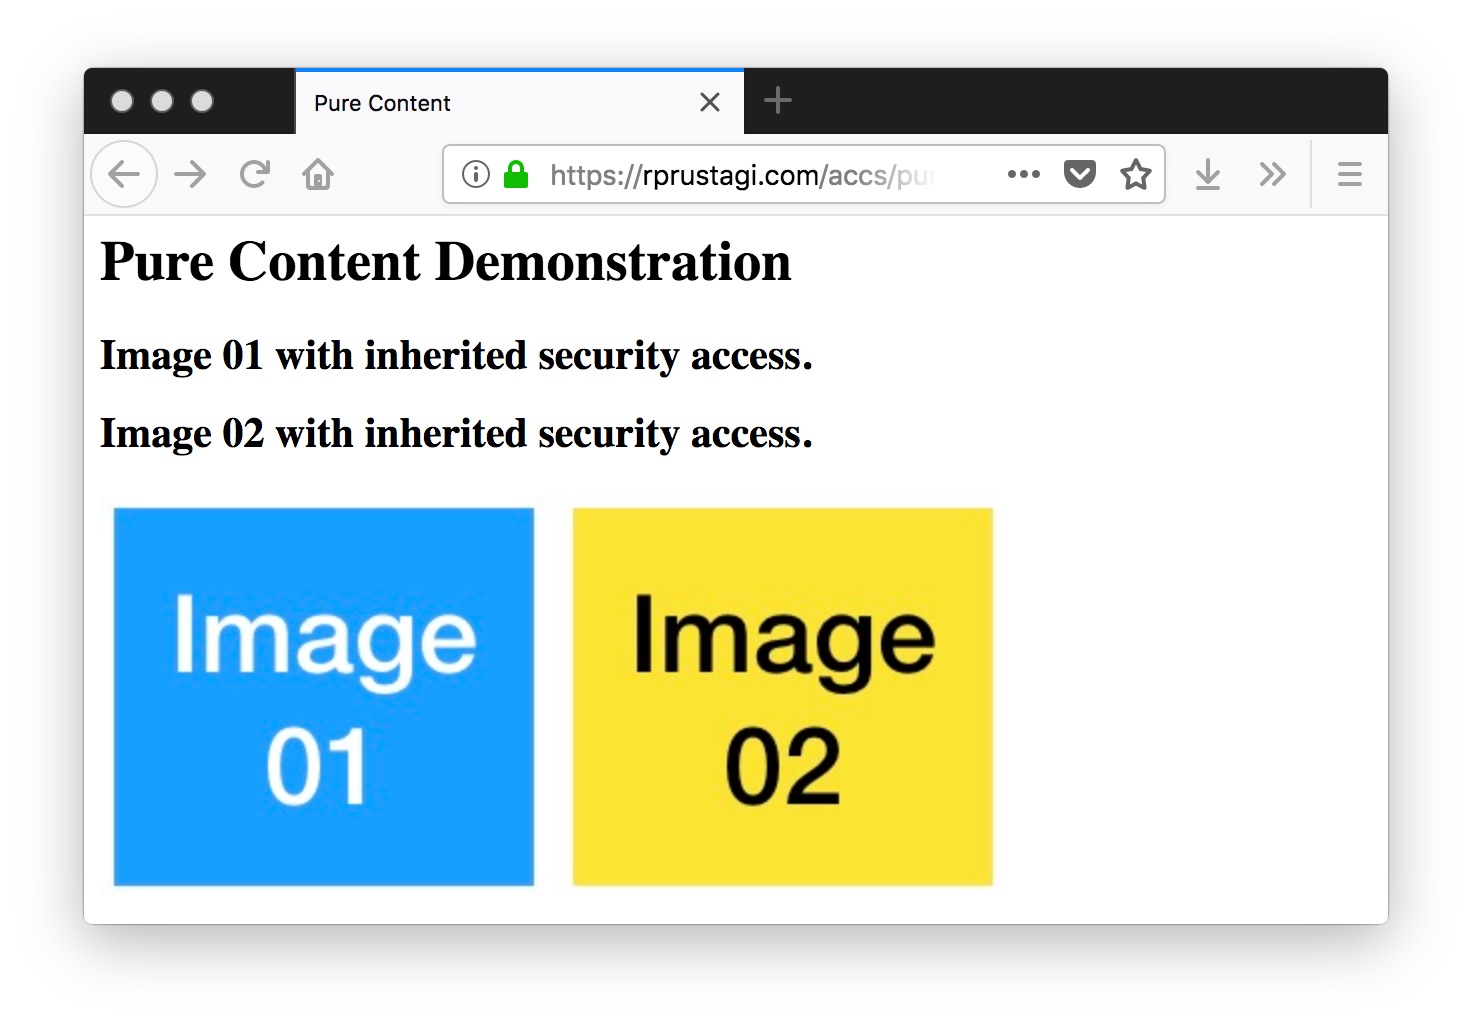 Pure Content
https://rprustagi.com/accs/pu
Pure Content Demonstration
Image 01 with inherited security access.
Image 02 with inherited security access.
Image
01
Image
02